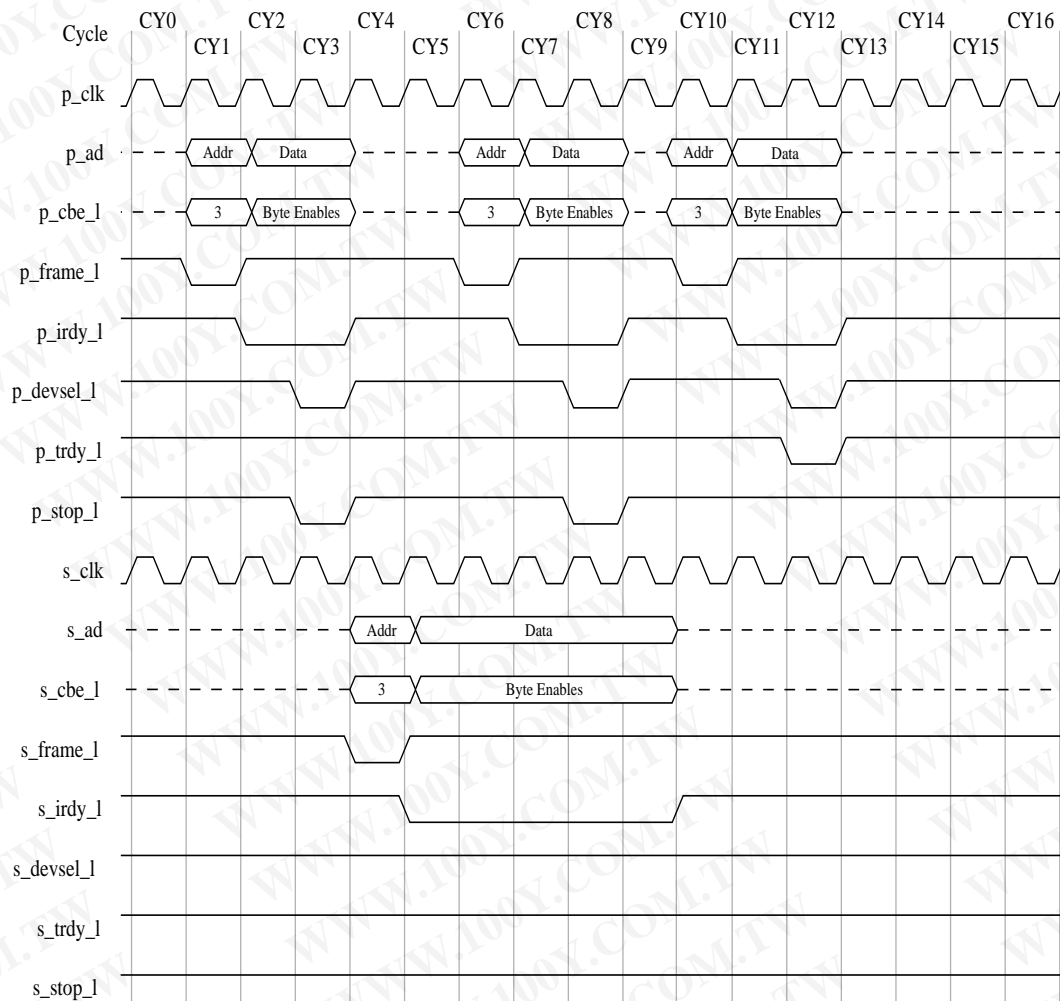 CY0 CY2 CY4 CY6 CY8 CY10 CY12 CY14 CY16
Cycle
CY1 CY3 CY5 CY7 CY9 CY11 CY13 CY15
p_clk
p_ad Addr Data Addr Data Addr Data
p_cbe_l 3 Byte Enables 3 Byte Enables 3 Byte Enables
p_frame_l
p_irdy_l
p_devsel_l
p_trdy_l
p_stop_l
s_clk
s_ad Addr Data
s_cbe_l 3 Byte Enables
s_frame_l
s_irdy_l
s_devsel_l
s_trdy_l
s_stop_l
WWW.100Y.COM.TW